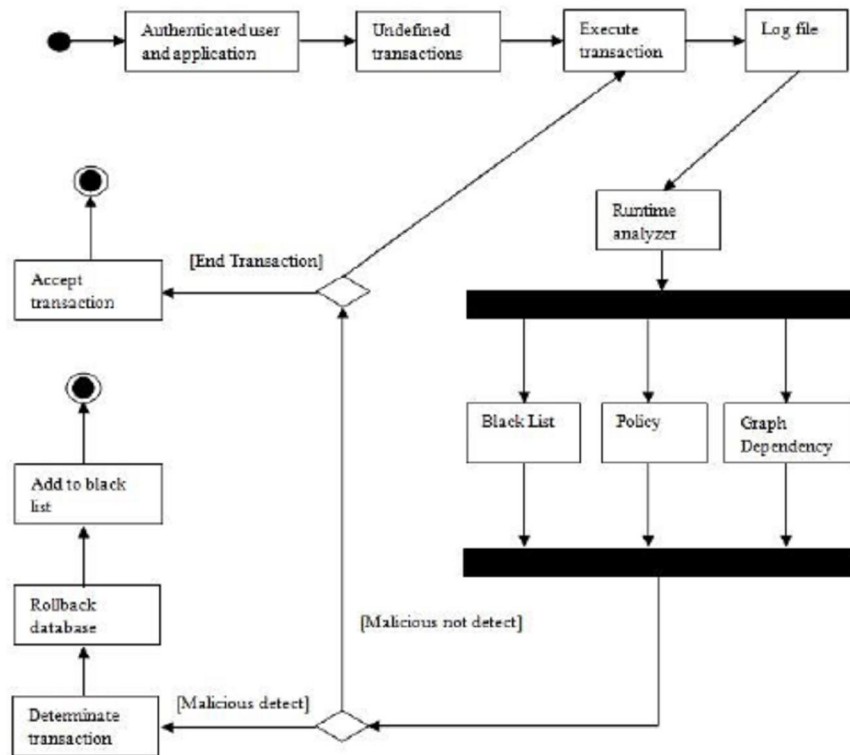 Authenticated user
and application
Undefined
transactions
Execute
transaction
Log file
Runtime
analyzer
[End Transaction]
Accept
transaction
Black List
Policy
Graph
Dependency
Add to black
list
Rollback
database
[Malicious not detect]
[Malicious detect]
Determinate
transaction